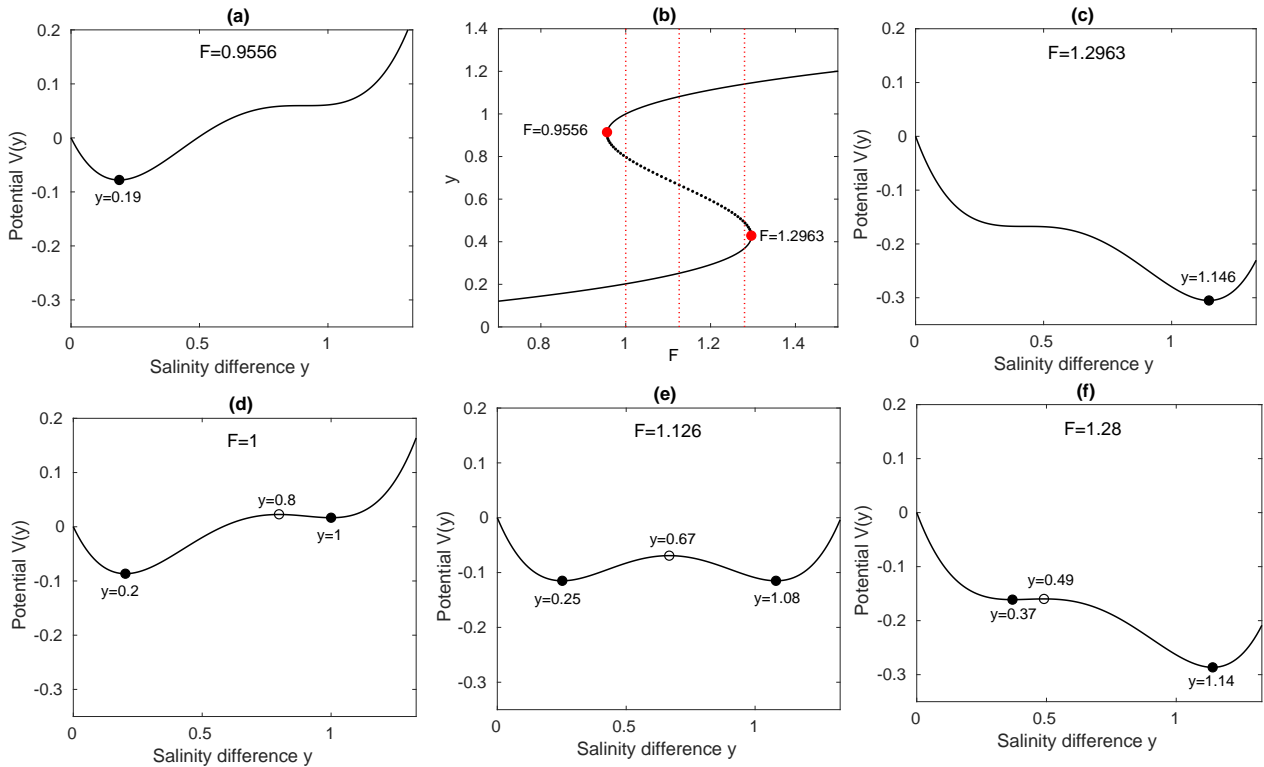 (a)
F=0.9556
0.2
0.1
0
-0.1
-0.2
-0.3
Potential V(y)
y=0.19
0
0.5
1
Salinity difference y
(b)
1.4
1.2
1
0.8
0.6
0.4
0.2
0
y
F=0.9556
F=1.2963
0.8
1
1.2
1.4
F
(c)
F=1.2963
0.2
0.1
0
-0.1
-0.2
-0.3
Potential V(y)
y=1.146
0
0.5
1
Salinity difference y
(d)
F=1
0.2
0.1
0
-0.1
-0.2
-0.3
Potential V(y)
y=0.8
y=1
y=0.2
0
0.5
1
Salinity difference y
(e)
F=1.126
0.2
0.1
0
-0.1
-0.2
-0.3
Potential V(y)
y=0.67
y=0.25
y=1.08
0
0.5
1
Salinity difference y
(f)
F=1.28
0.2
0.1
0
-0.1
-0.2
-0.3
Potential V(y)
y=0.49
y=0.37
y=1.14
0
0.5
1
Salinity difference y